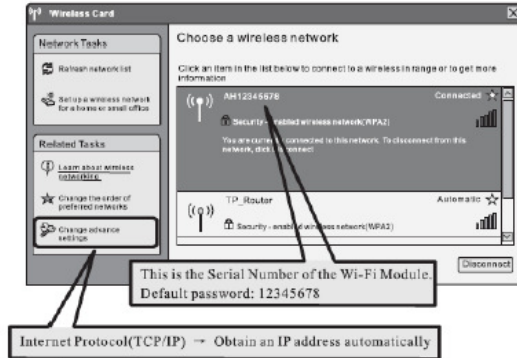 Wireless Card
Network Tasks
Refresh network list
Set up a wireless network
for a home or small office
Related Tasks
Learn about wireless
networking
Change the order of
preferred networks
Change advance
settings
Choose a wireless network
Click an item in the list below to connect to a wireless in range or to get more
information
AH12345678
Connected
Security - enabled wireless network(WPA2)
You are currently connected to this network. To disconnect from this
network, click Disconnect
TP_Router
Automatic
Security - enabled wireless network(WPA2)
This is the Serial Number of the Wi-Fi Module.
Default password: 12345678
Disconnect
Internet Protocol(TCP/IP) → Obtain an IP address automatically